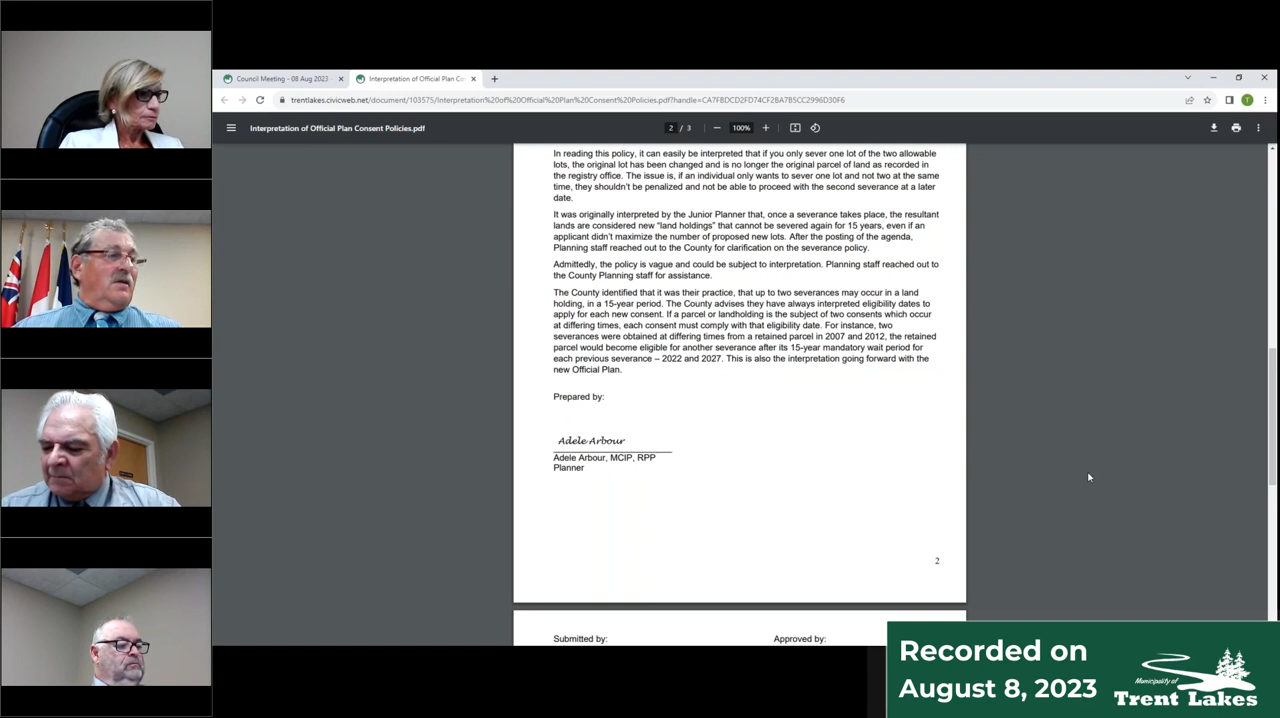 Council Meeting - 08 Aug 2023
Interpretation of Official Plan Co
trentlakes.civicweb.net/document/103575/Interpretation%20of%20Official%20Plan%20Consent%20Policies.pdf?handle=CA7FBDCD2FD74CF2BA7B5CC2996D30F6
T
Interpretation of Official Plan Consent Policies.pdf
2 / 3
100%
In reading this policy, it can easily be interpreted that if you only sever one lot of the two allowable
lots, the original lot has been changed and is no longer the original parcel of land as recorded in
the registry office. The issue is, if an individual only wants to sever one lot and not two at the same
time, they shouldn't be penalized and not be able to proceed with the second severance at a later
date.
It was originally interpreted by the Junior Planner that, once a severance takes place, the resultant
lands are considered new "land holdings" that cannot be severed again for 15 years, even if an
applicant didn't maximize the number of proposed new lots. After the posting of the agenda,
Planning staff reached out to the County for clarification on the severance policy.
Admittedly, the policy is vague and could be subject to interpretation. Planning staff reached out to
the County Planning staff for assistance.
The County identified that it was their practice, that up to two severances may occur in a land
holding, in a 15-year period. The County advises they have always interpreted eligibility dates to
apply for each new consent. If a parcel or landholding is the subject of two consents which occur
at differing times, each consent must comply with that eligibility date. For instance, two
severances were obtained at differing times from a retained parcel in 2007 and 2012, the retained
parcel would become eligible for another severance after its 15-year mandatory wait period for
each previous severance – 2022 and 2027. This is also the interpretation going forward with the
new Official Plan.
Prepared by:
Adele Arbour
Adele Arbour, MCIP, RPP
Planner
2
Submitted by:
Approved by:
Recorded on
August 8, 2023
Municipality of
Trent Lakes